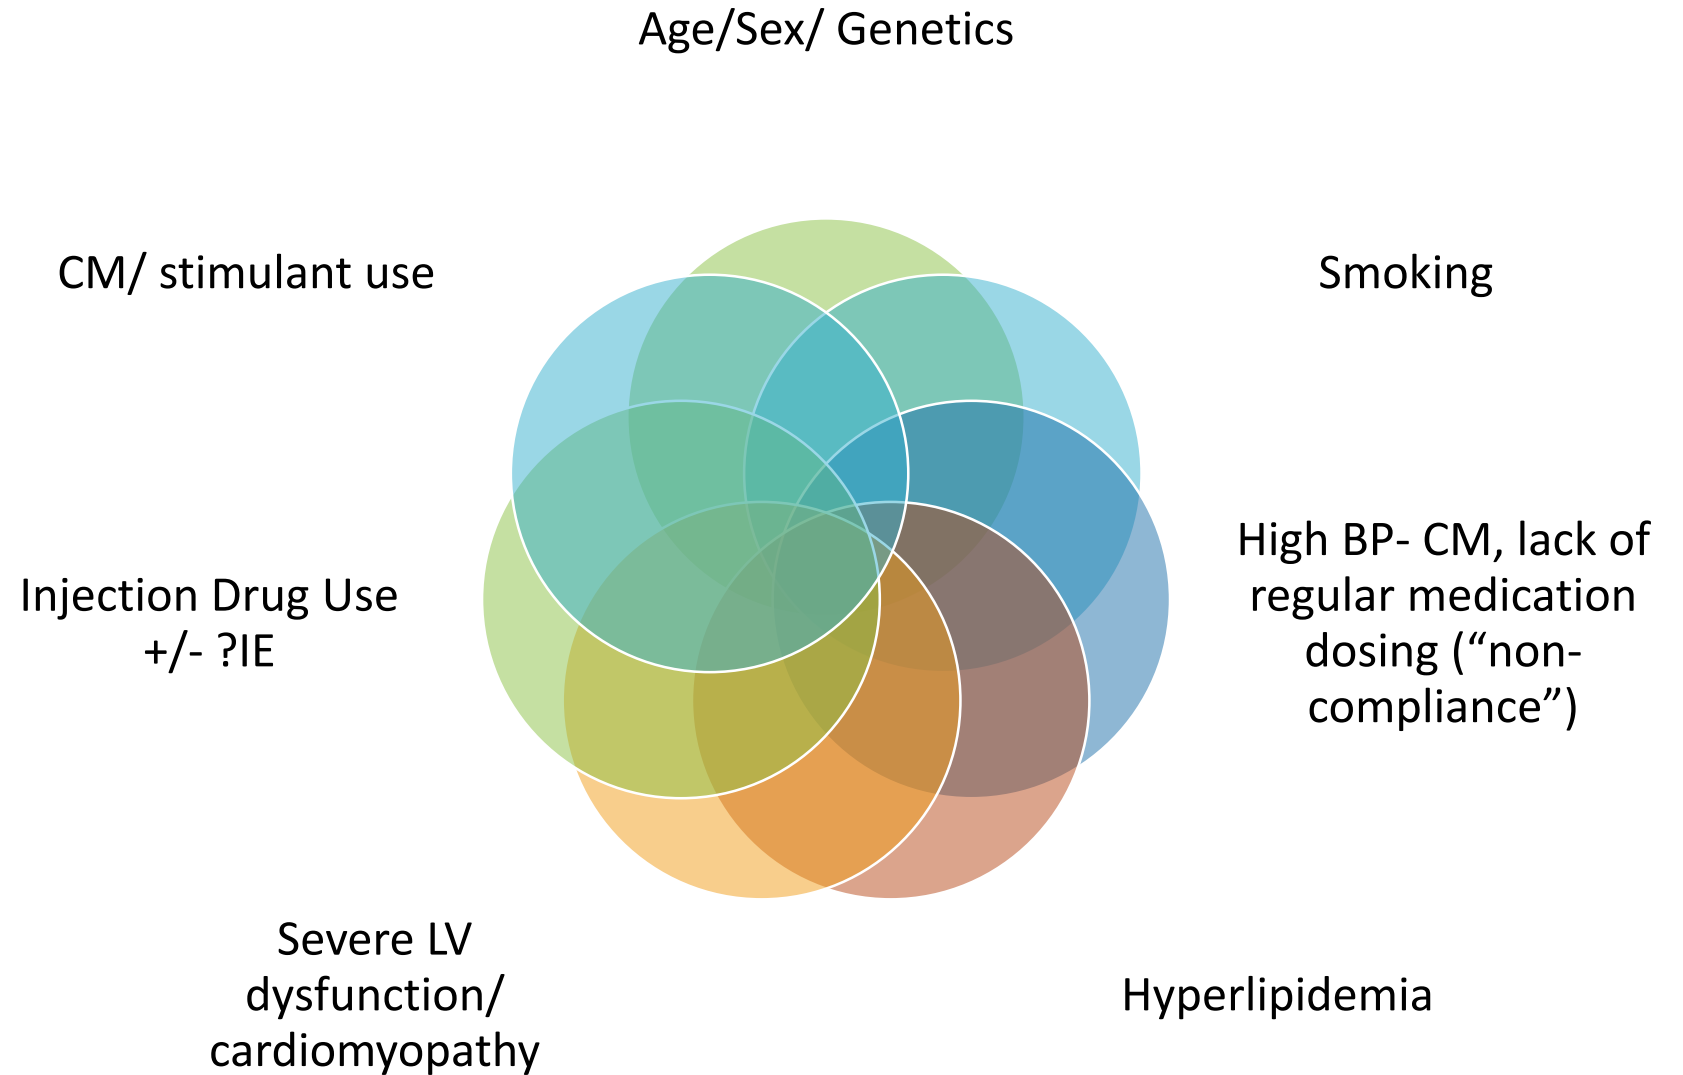 Age/Sex/ Genetics
CM/ stimulant use
Smoking
High BP- CM, lack of
regular medication
dosing (“non-
compliance”)
Injection Drug Use
+/- ?IE
Severe LV
dysfunction/
cardiomyopathy
Hyperlipidemia